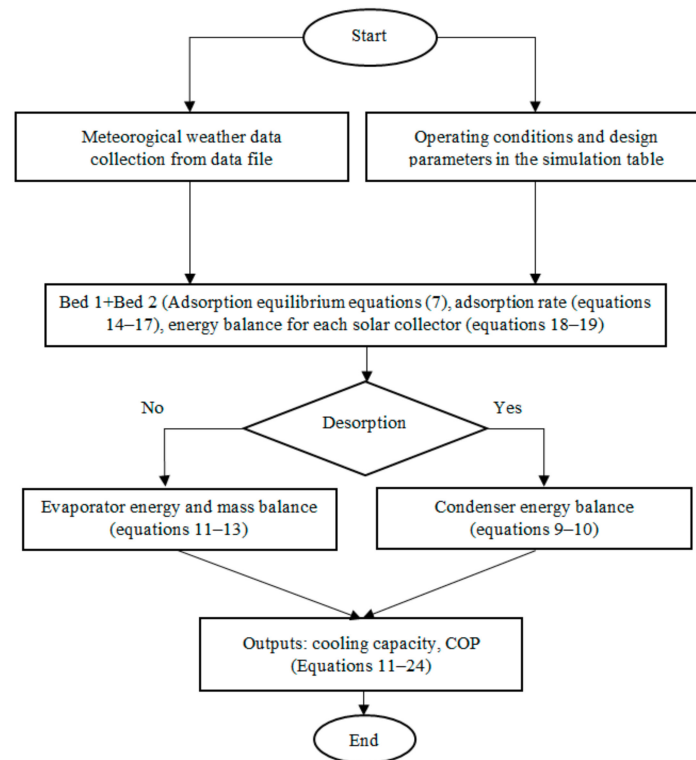 Start
Meteorogical weather data
collection from data file
Operating conditions and design
parameters in the simulation table
Bed 1+Bed 2 (Adsorption equilibrium equations (7), adsorption rate (equations
14–17), energy balance for each solar collector (equations 18–19)
Desorption
No
Yes
Evaporator energy and mass balance
(equations 11–13)
Condenser energy balance
(equations 9–10)
Outputs: cooling capacity, COP
(Equations 11–24)
End